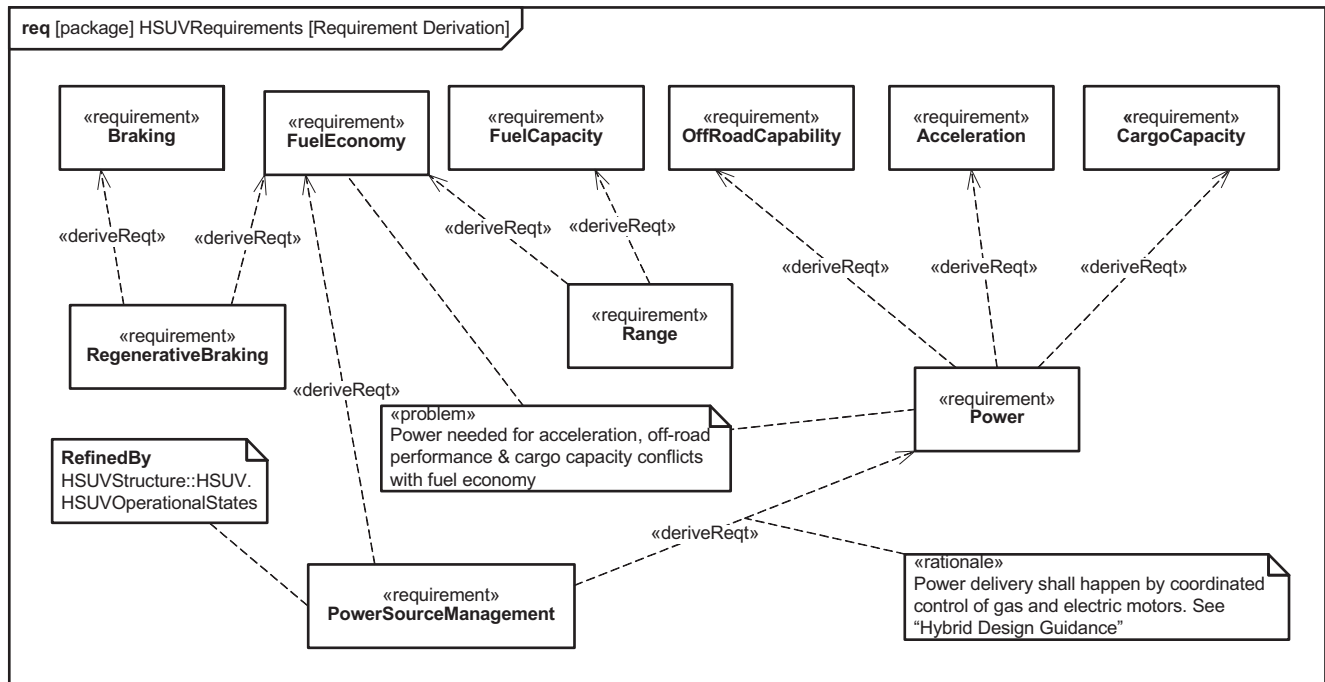 req [package] HSUVRequirements [Requirement Derivation]
«requirement»
Braking
«requirement»
FuelEconomy
«requirement»
FuelCapacity
«requirement»
OffRoadCapability
«requirement»
Acceleration
«requirement»
CargoCapacity
«deriveReqt»
«deriveReqt»
«deriveReqt»
«deriveReqt»
«deriveReqt»
«deriveReqt»
«deriveReqt»
«requirement»
RegenerativeBraking
«requirement»
Range
«deriveReqt»
«requirement»
Power
«problem»
Power needed for acceleration, off-road
performance & cargo capacity conflicts
with fuel economy
RefinedBy
HSUVStructure::HSUV.
HSUVOperationalStates
«deriveReqt»
«requirement»
PowerSourceManagement
«rationale»
Power delivery shall happen by coordinated
control of gas and electric motors. See
“Hybrid Design Guidance”